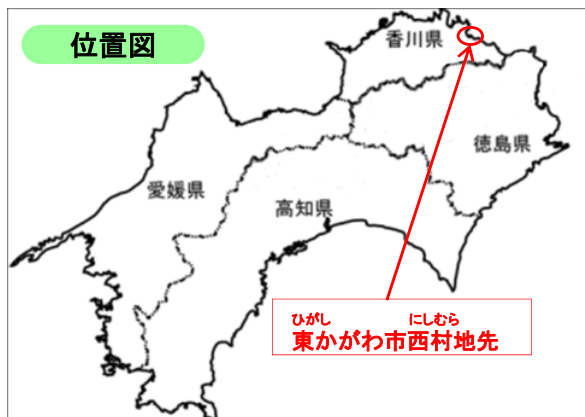 位置図
香川県
徳島県
愛媛県
高知県
ひがし にしむら
東かがわ市西村地先